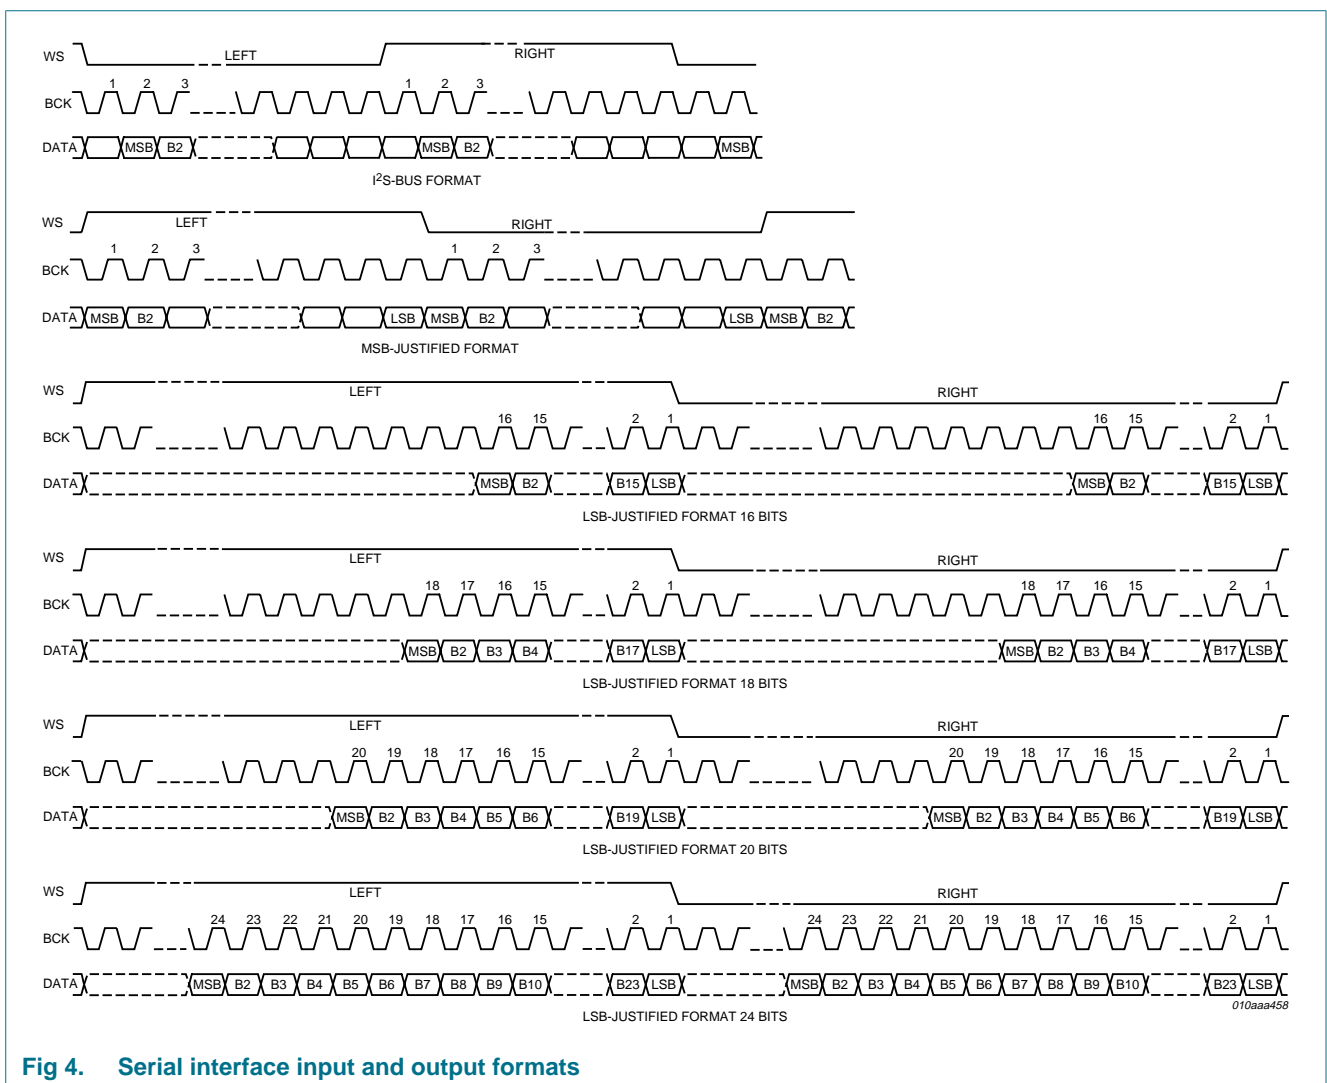 WS LEFT RIGHT
1 2 3 1 2 3
BCK
DATA MSB B2 MSB B2 MSB
I2S-BUS FORMAT
WS LEFT RIGHT
1 2 3 1 2 3
BCK
DATA MSB B2 LSB MSB B2 LSB MSB B2
MSB-JUSTIFIED FORMAT
WS LEFT RIGHT
16 15 2 1 16 15 2 1
BCK
DATA MSB B2 B15 LSB MSB B2 B15 LSB
LSB-JUSTIFIED FORMAT 16 BITS
WS LEFT RIGHT
18 17 16 15 2 1 18 17 16 15 2 1
BCK
DATA MSB B2 B3 B4 B17 LSB MSB B2 B3 B4 B17 LSB
LSB-JUSTIFIED FORMAT 18 BITS
WS LEFT RIGHT
20 19 18 17 16 15 2 1 20 19 18 17 16 15 2 1
BCK
DATA MSB B2 B3 B4 B5 B6 B19 LSB MSB B2 B3 B4 B5 B6 B19 LSB
LSB-JUSTIFIED FORMAT 20 BITS
WS LEFT RIGHT
24 23 22 21 20 19 18 17 16 15 2 1 24 23 22 21 20 19 18 17 16 15 2 1
BCK
DATA MSB B2 B3 B4 B5 B6 B7 B8 B9 B10 B23 LSB MSB B2 B3 B4 B5 B6 B7 B8 B9 B10 B23 LSB
010aaa458
LSB-JUSTIFIED FORMAT 24 BITS
Fig 4. Serial interface input and output formats